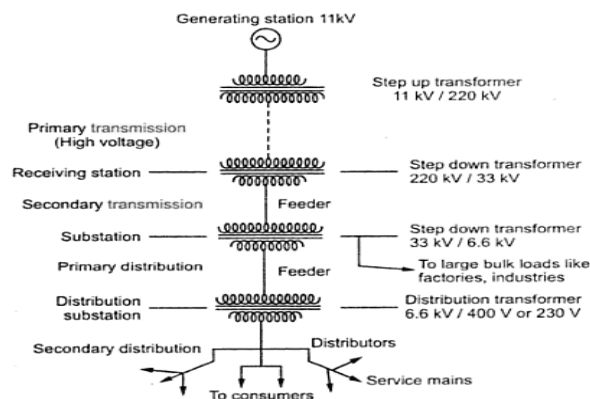 Generating station 11kV
Step up transformer
11 kV / 220 kV
Primary transmission
(High voltage)
Receiving station
Step down transformer
220 kV / 33 kV
Secondary transmission
Feeder
Substation
Step down transformer
33 kV / 6.6 kV
Primary distribution
Feeder
To large bulk loads like
factories, industries
Distribution
substation
Distribution transformer
6.6 kV / 400 V or 230 V
Secondary distribution
Distributors
Service mains
To consumers